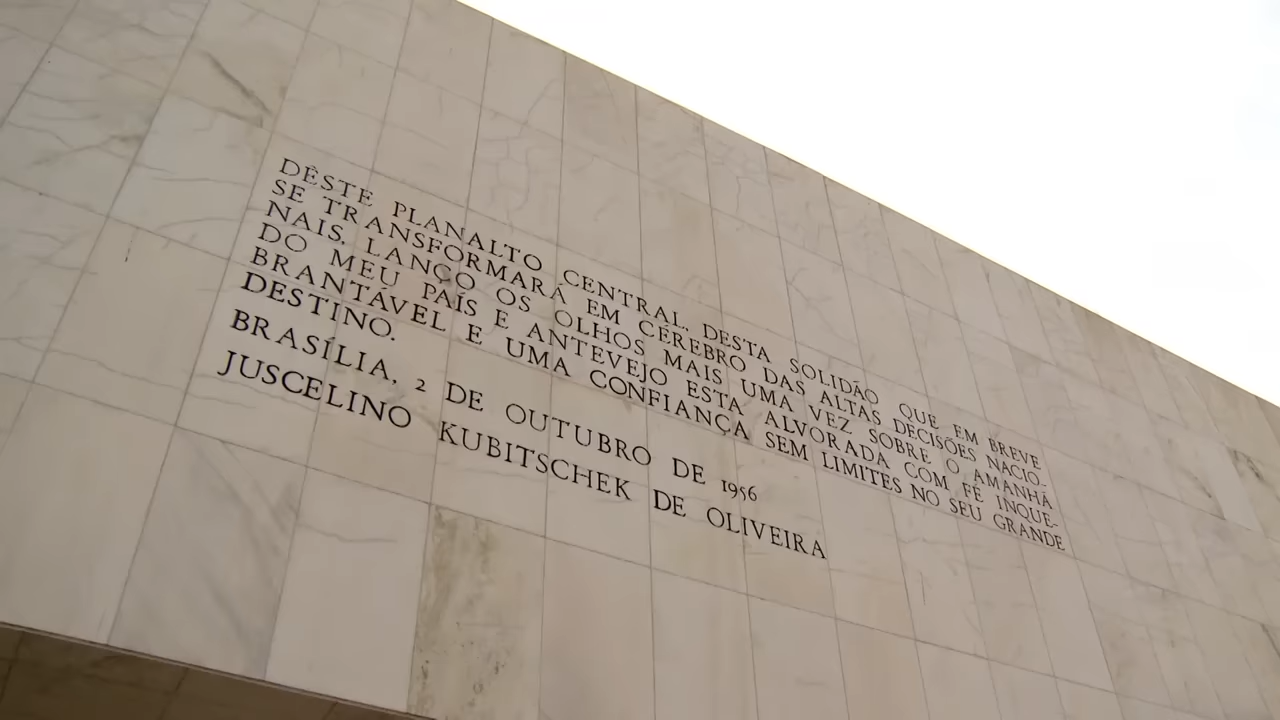 DÊSTE PLANALTO CENTRAL, DESTA SOLIDÃO QUE EM BREVE
SE TRANSFORMARÁ EM CÉREBRO DAS ALTAS DECISÕES NACIO-
NAIS, LANÇO OS OLHOS MAIS UMA VEZ SOBRE O AMANHÃ
DO MEU PAÍS E ANTEVEJO ESTA ALVORADA COM FÉ INQUE-
BRANTÁVEL E UMA CONFIANÇA SEM LIMITES NO SEU GRANDE
DESTINO.
BRASÍLIA, 2 DE OUTUBRO DE 1956
JUSCELINO KUBITSCHEK DE OLIVEIRA